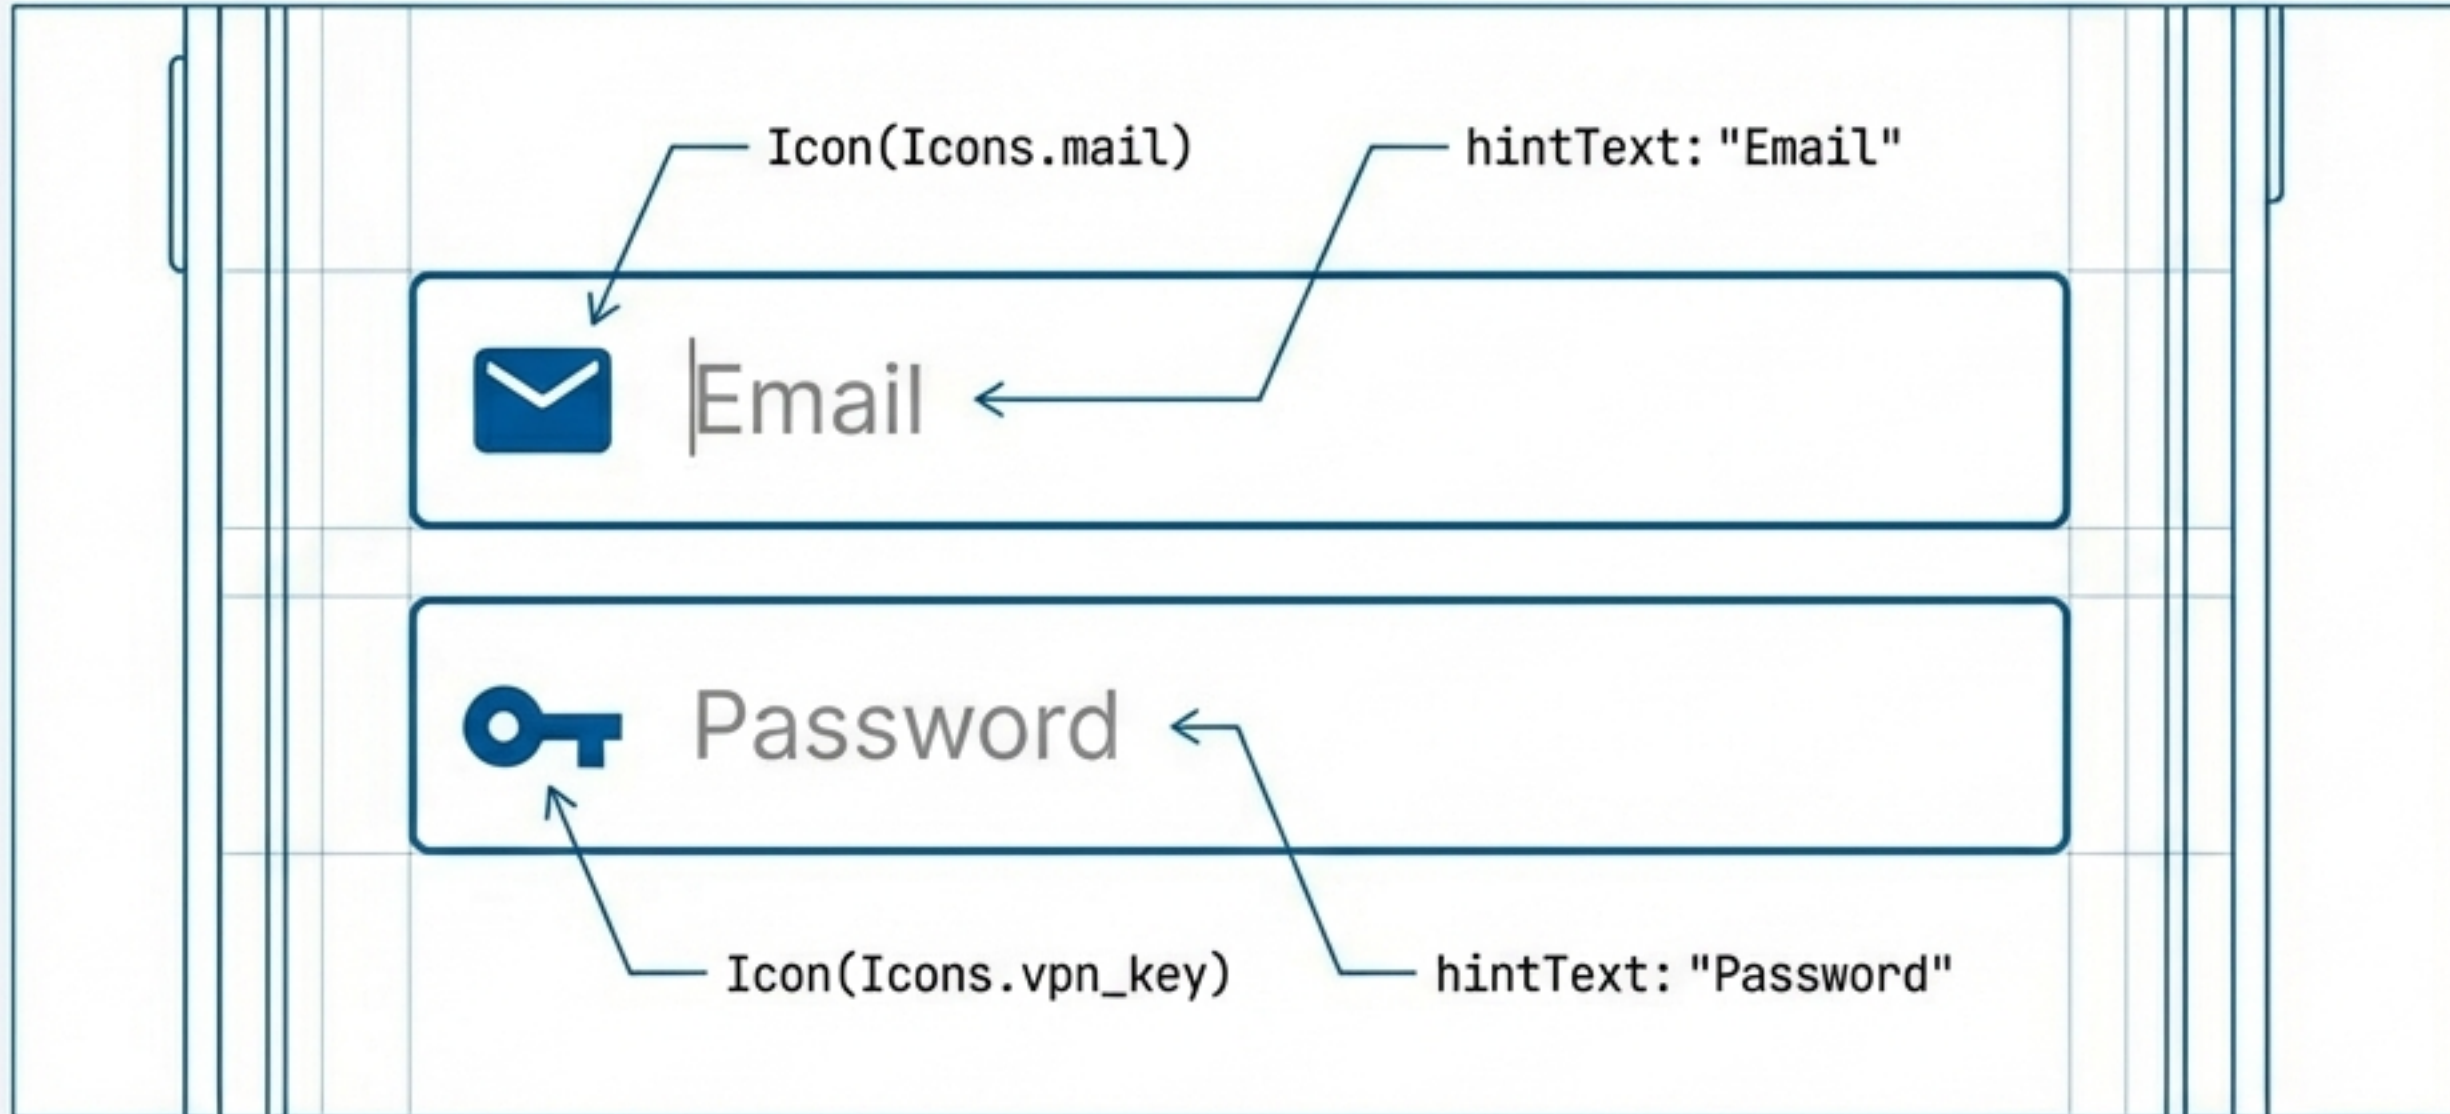 Icon(Icons.mail)
hintText: "Email"
Email
Password
Icon(Icons.vpn_key)
hintText: "Password"